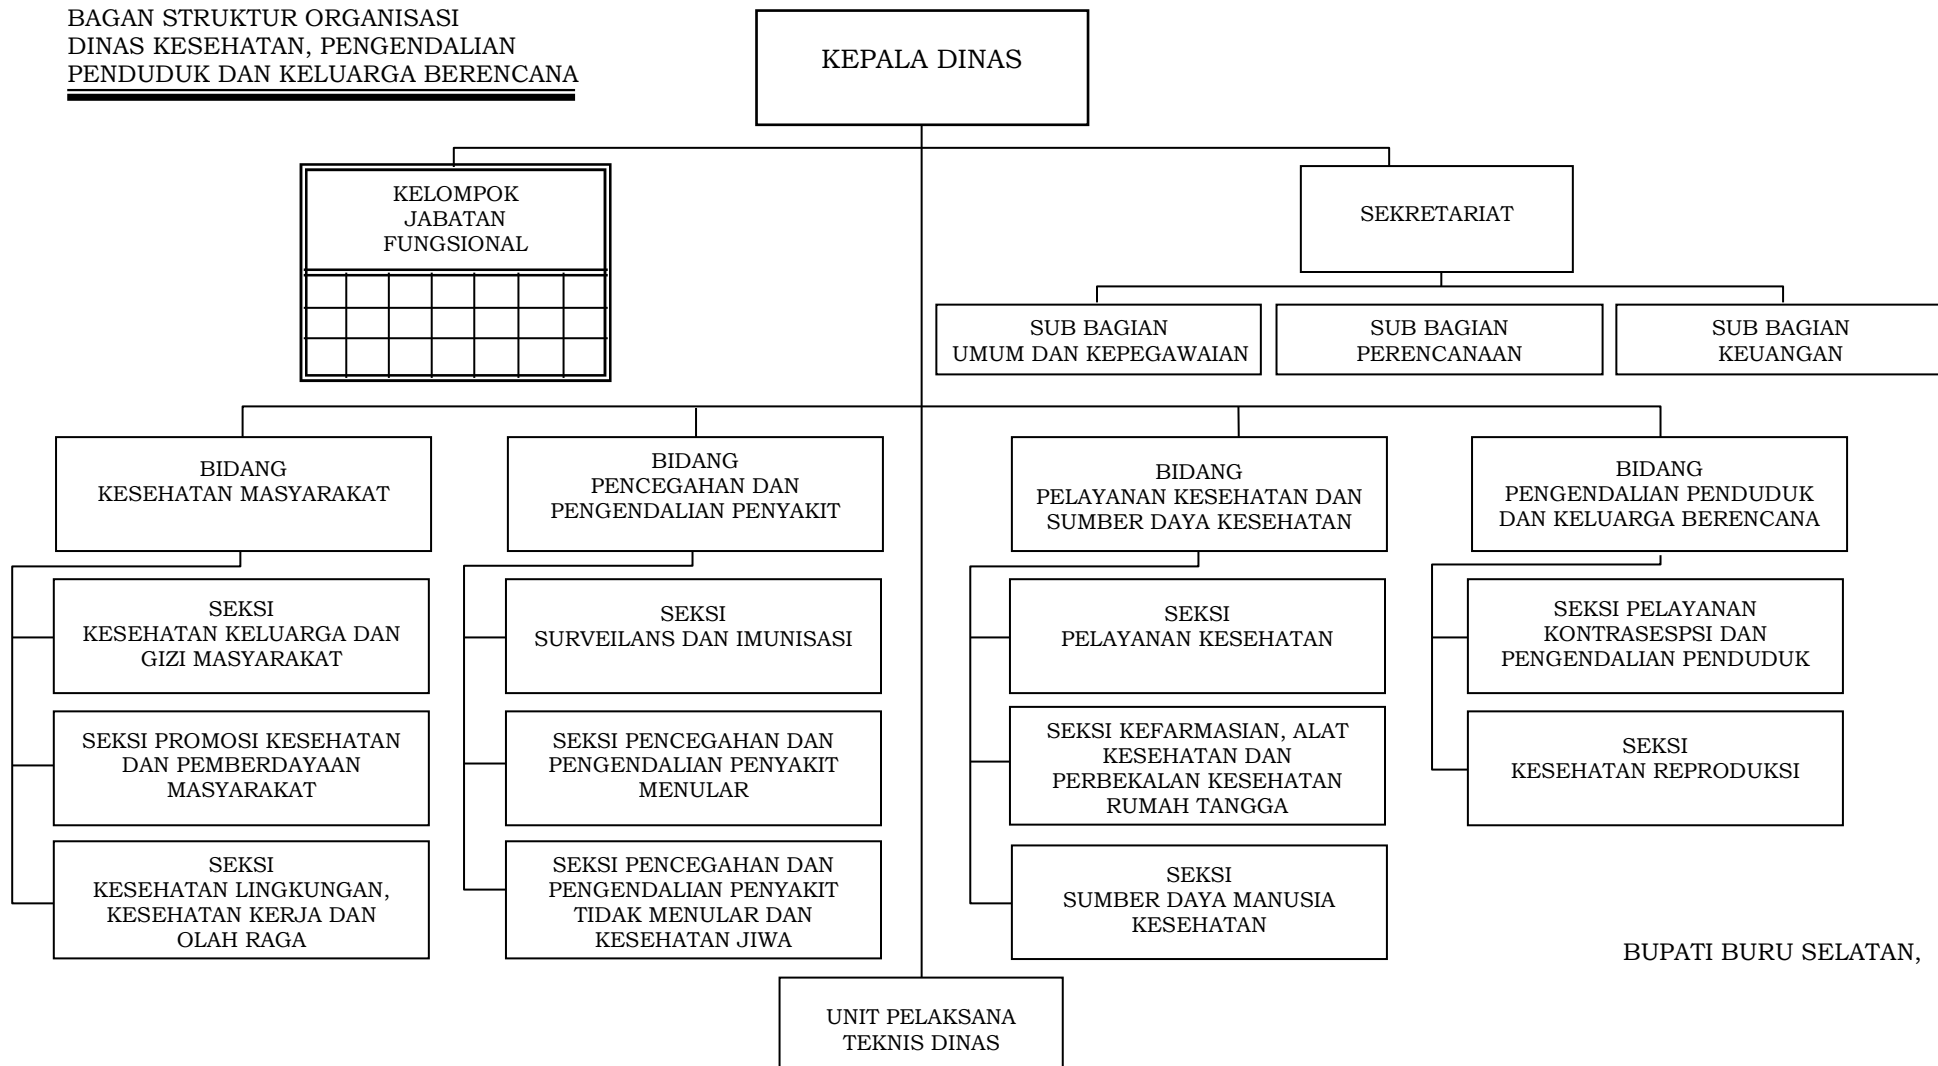 BAGAN STRUKTUR ORGANISASI
DINAS KESEHATAN, PENGENDALIAN
PENDUDUK DAN KELUARGA BERENCANA
KEPALA DINAS
KELOMPOK
JABATAN
FUNGSIONAL
SEKRETARIAT
SUB BAGIAN
UMUM DAN KEPEGAWAIAN
SUB BAGIAN
PERENCANAAN
SUB BAGIAN
KEUANGAN
BIDANG
KESEHATAN MASYARAKAT
BIDANG
PENCEGAHAN DAN
PENGENDALIAN PENYAKIT
BIDANG
PELAYANAN KESEHATAN DAN
SUMBER DAYA KESEHATAN
BIDANG
PENGENDALIAN PENDUDUK
DAN KELUARGA BERENCANA
SEKSI
KESEHATAN KELUARGA DAN
GIZI MASYARAKAT
SEKSI
SURVEILANS DAN IMUNISASI
SEKSI
PELAYANAN KESEHATAN
SEKSI PELAYANAN
KONTRASESPSI DAN
PENGENDALIAN PENDUDUK
SEKSI PROMOSI KESEHATAN
DAN PEMBERDAYAAN
MASYARAKAT
SEKSI PENCEGAHAN DAN
PENGENDALIAN PENYAKIT
MENULAR
SEKSI KEFARMASIAN, ALAT
KESEHATAN DAN
PERBEKALAN KESEHATAN
RUMAH TANGGA
SEKSI
KESEHATAN REPRODUKSI
SEKSI
KESEHATAN LINGKUNGAN,
KESEHATAN KERJA DAN
OLAH RAGA
SEKSI PENCEGAHAN DAN
PENGENDALIAN PENYAKIT
TIDAK MENULAR DAN
KESEHATAN JIWA
SEKSI
SUMBER DAYA MANUSIA
KESEHATAN
BUPATI BURU SELATAN,
UNIT PELAKSANA
TEKNIS DINAS